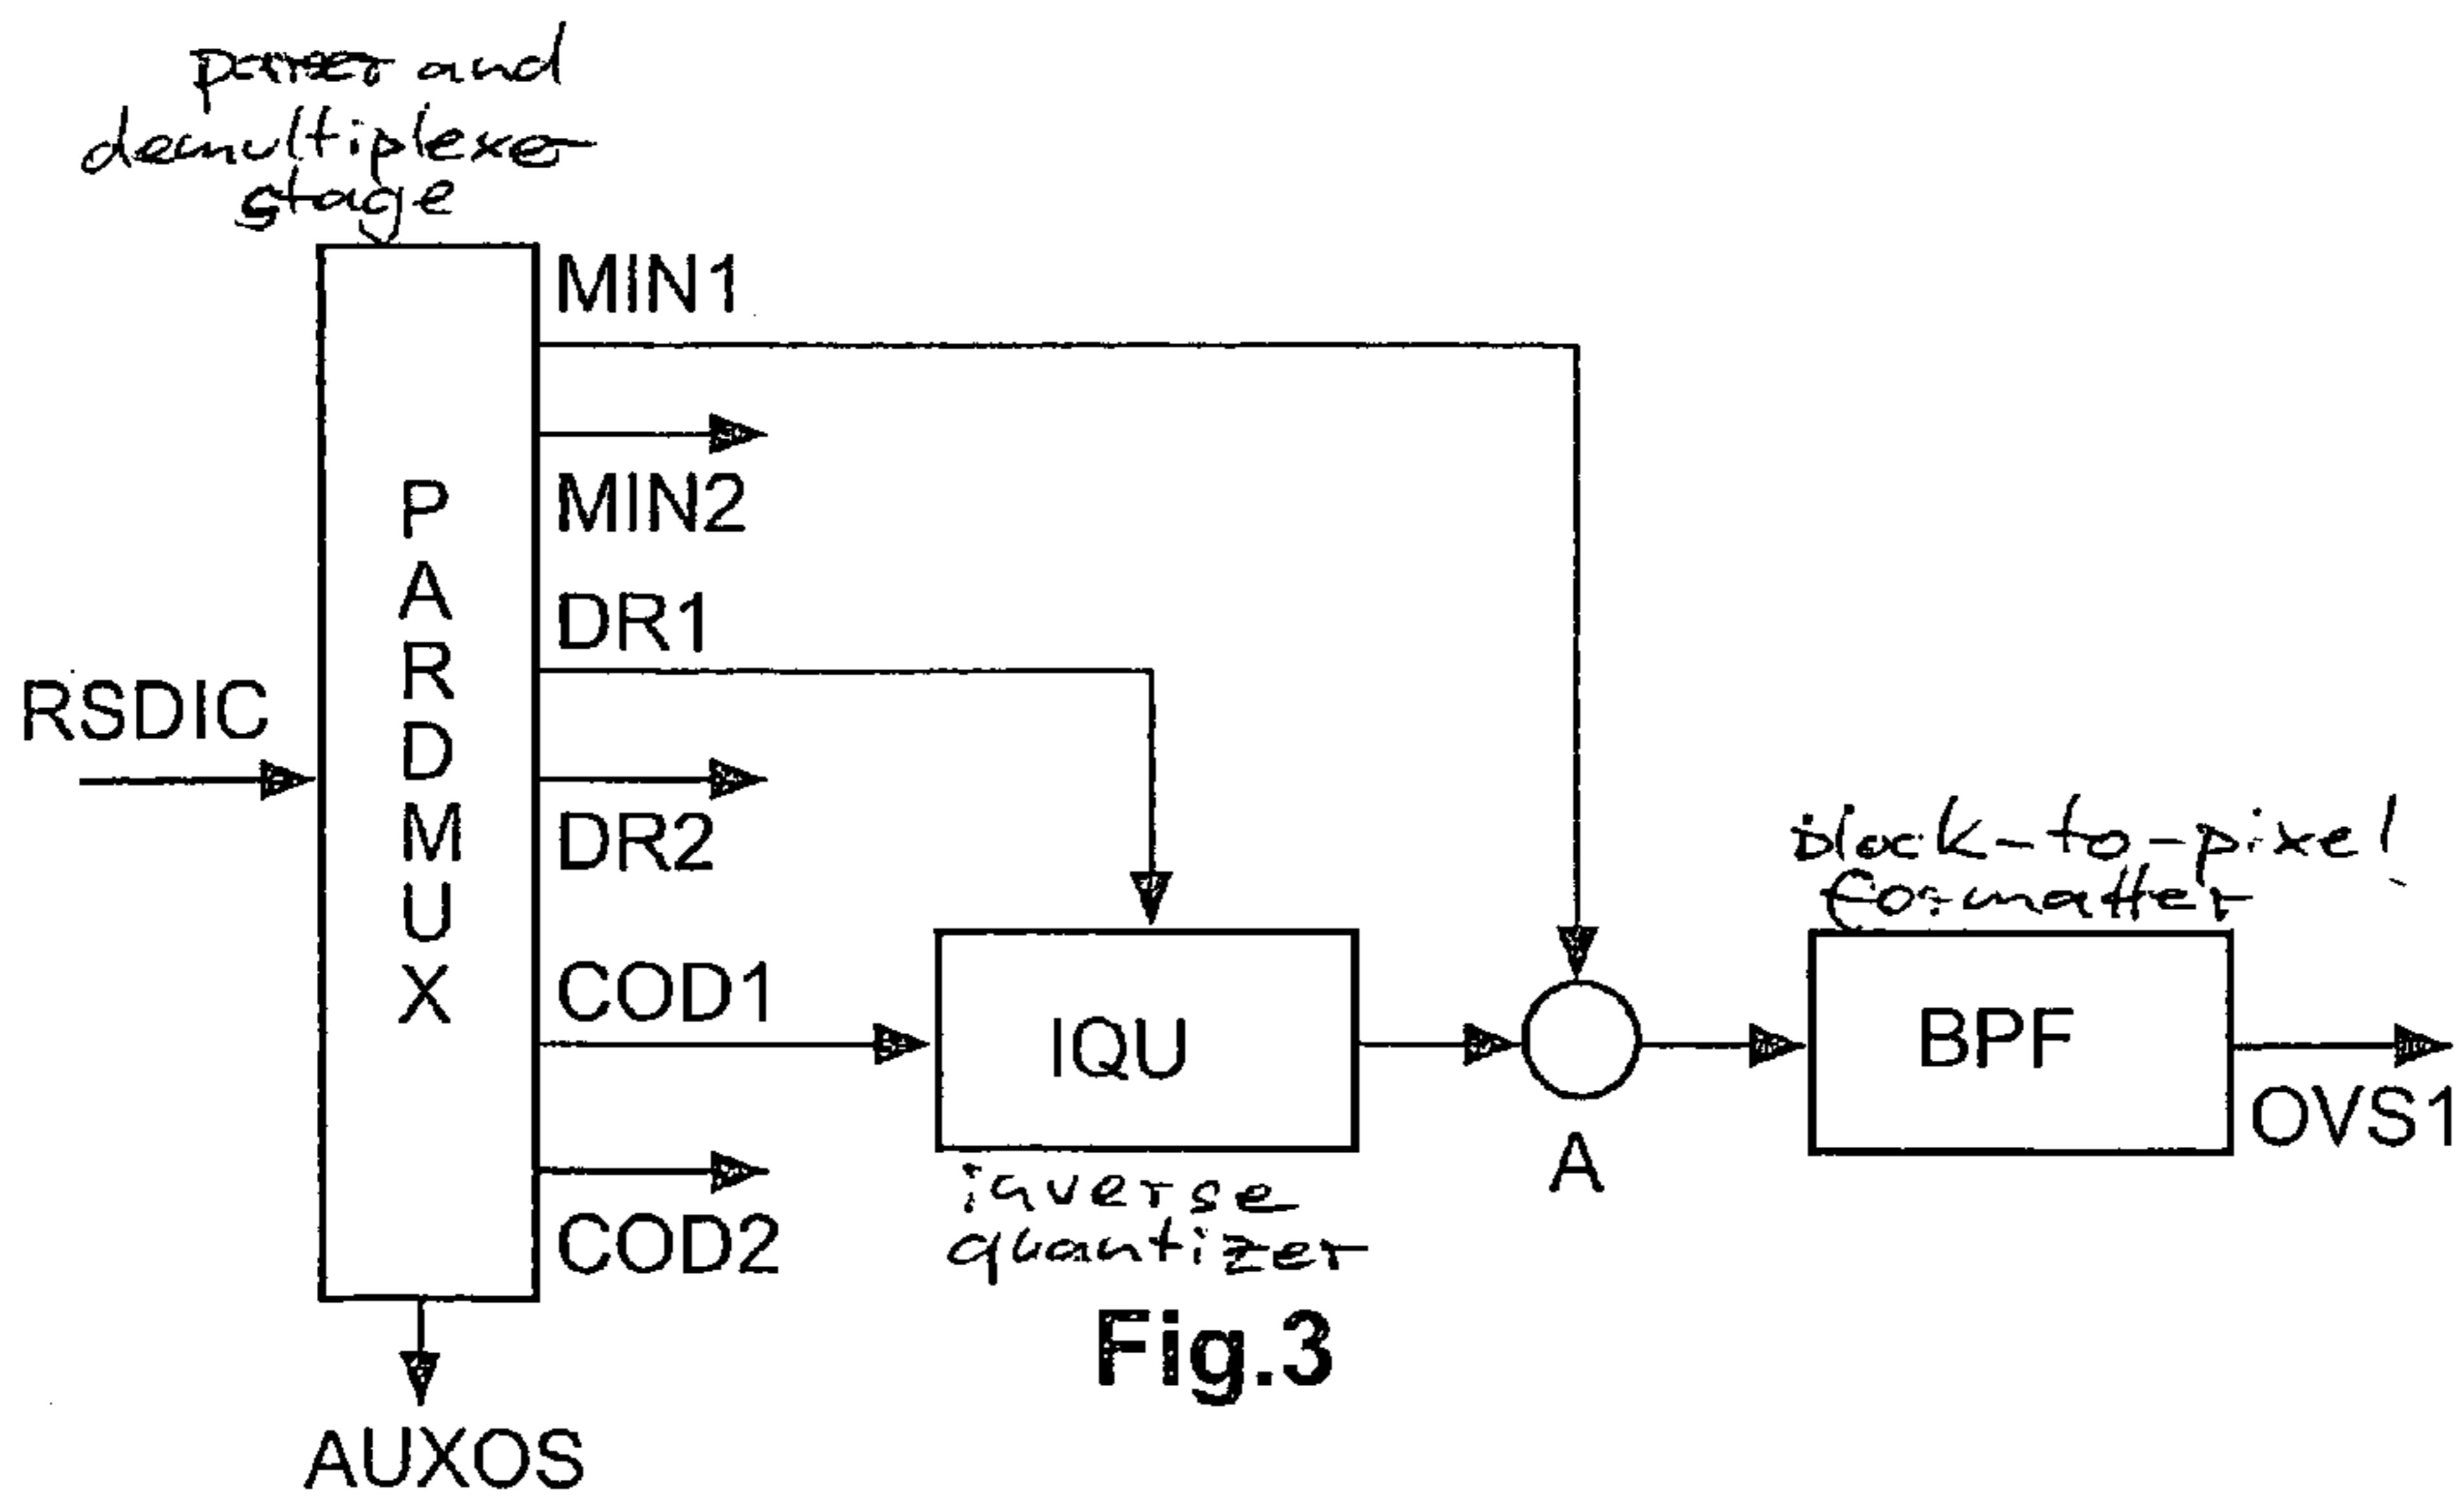 parser and
demultiplexer
stage
MIN1
MIN2
DR1
RSDIC
PARDMUX
DR2
block-to-pixel
formatter
COD1
IQU
BPF
OVS1
A
inverse
quantizer
COD2
Fig.3
AUXOS